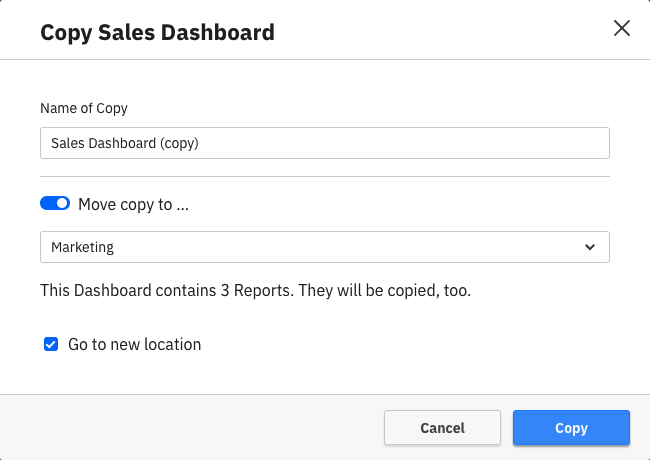 Copy Sales Dashboard
Name of Copy
Sales Dashboard (copy)
Move copy to ...
Marketing
This Dashboard contains 3 Reports. They will be copied, too.
Go to new location
Cancel
Copy